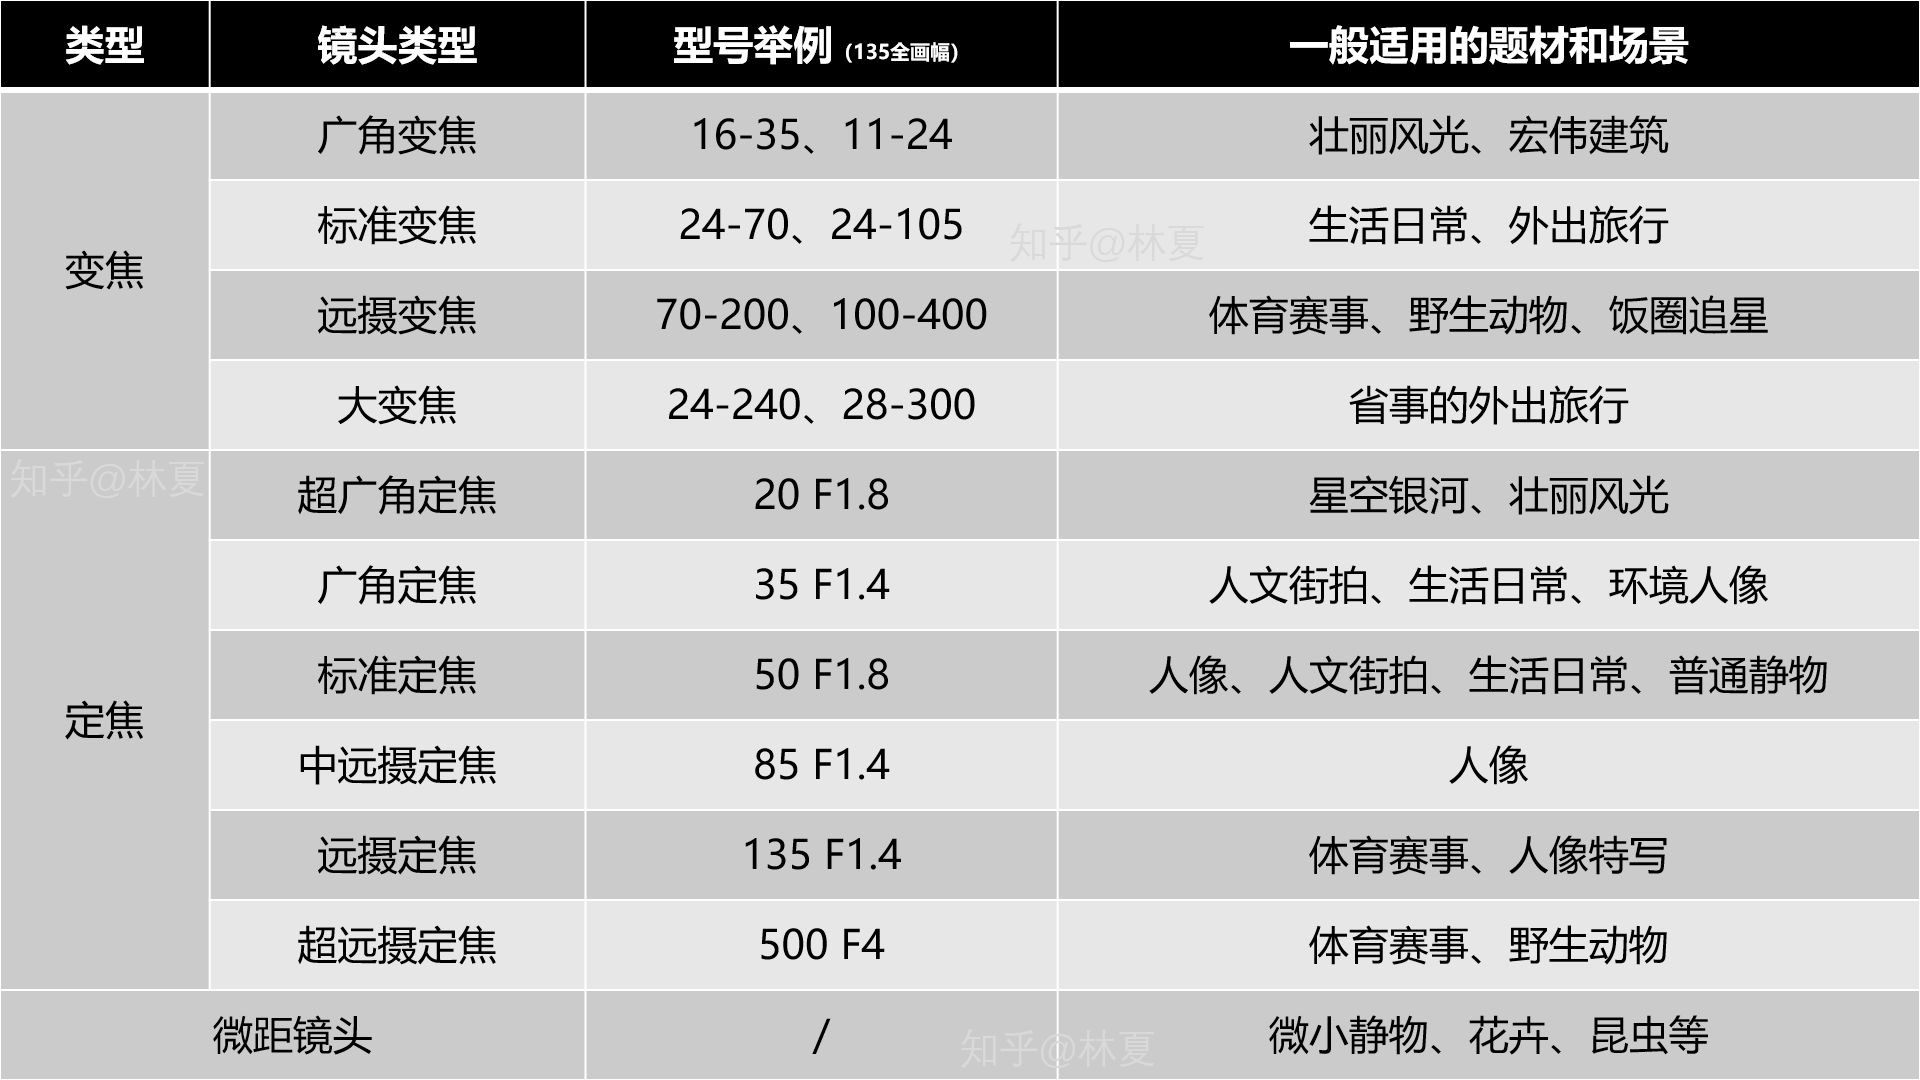 类型 镜头类型 型号举例（135全画幅） 一般适用的题材和场景
变焦
广角变焦 16-35、11-24 壮丽风光、宏伟建筑
标准变焦 24-70、24-105 生活日常、外出旅行
远摄变焦 70-200、100-400 体育赛事、野生动物、饭圈追星
大变焦 24-240、28-300 省事的外出旅行
定焦
超广角定焦 20 F1.8 星空银河、壮丽风光
广角定焦 35 F1.4 人文街拍、生活日常、环境人像
标准定焦 50 F1.8 人像、人文街拍、生活日常、普通静物
中远摄定焦 85 F1.4 人像
远摄定焦 135 F1.4 体育赛事、人像特写
超远摄定焦 500 F4 体育赛事、野生动物
微距镜头 / 微小静物、花卉、昆虫等
知乎@林夏
知乎@林夏
知乎@林夏